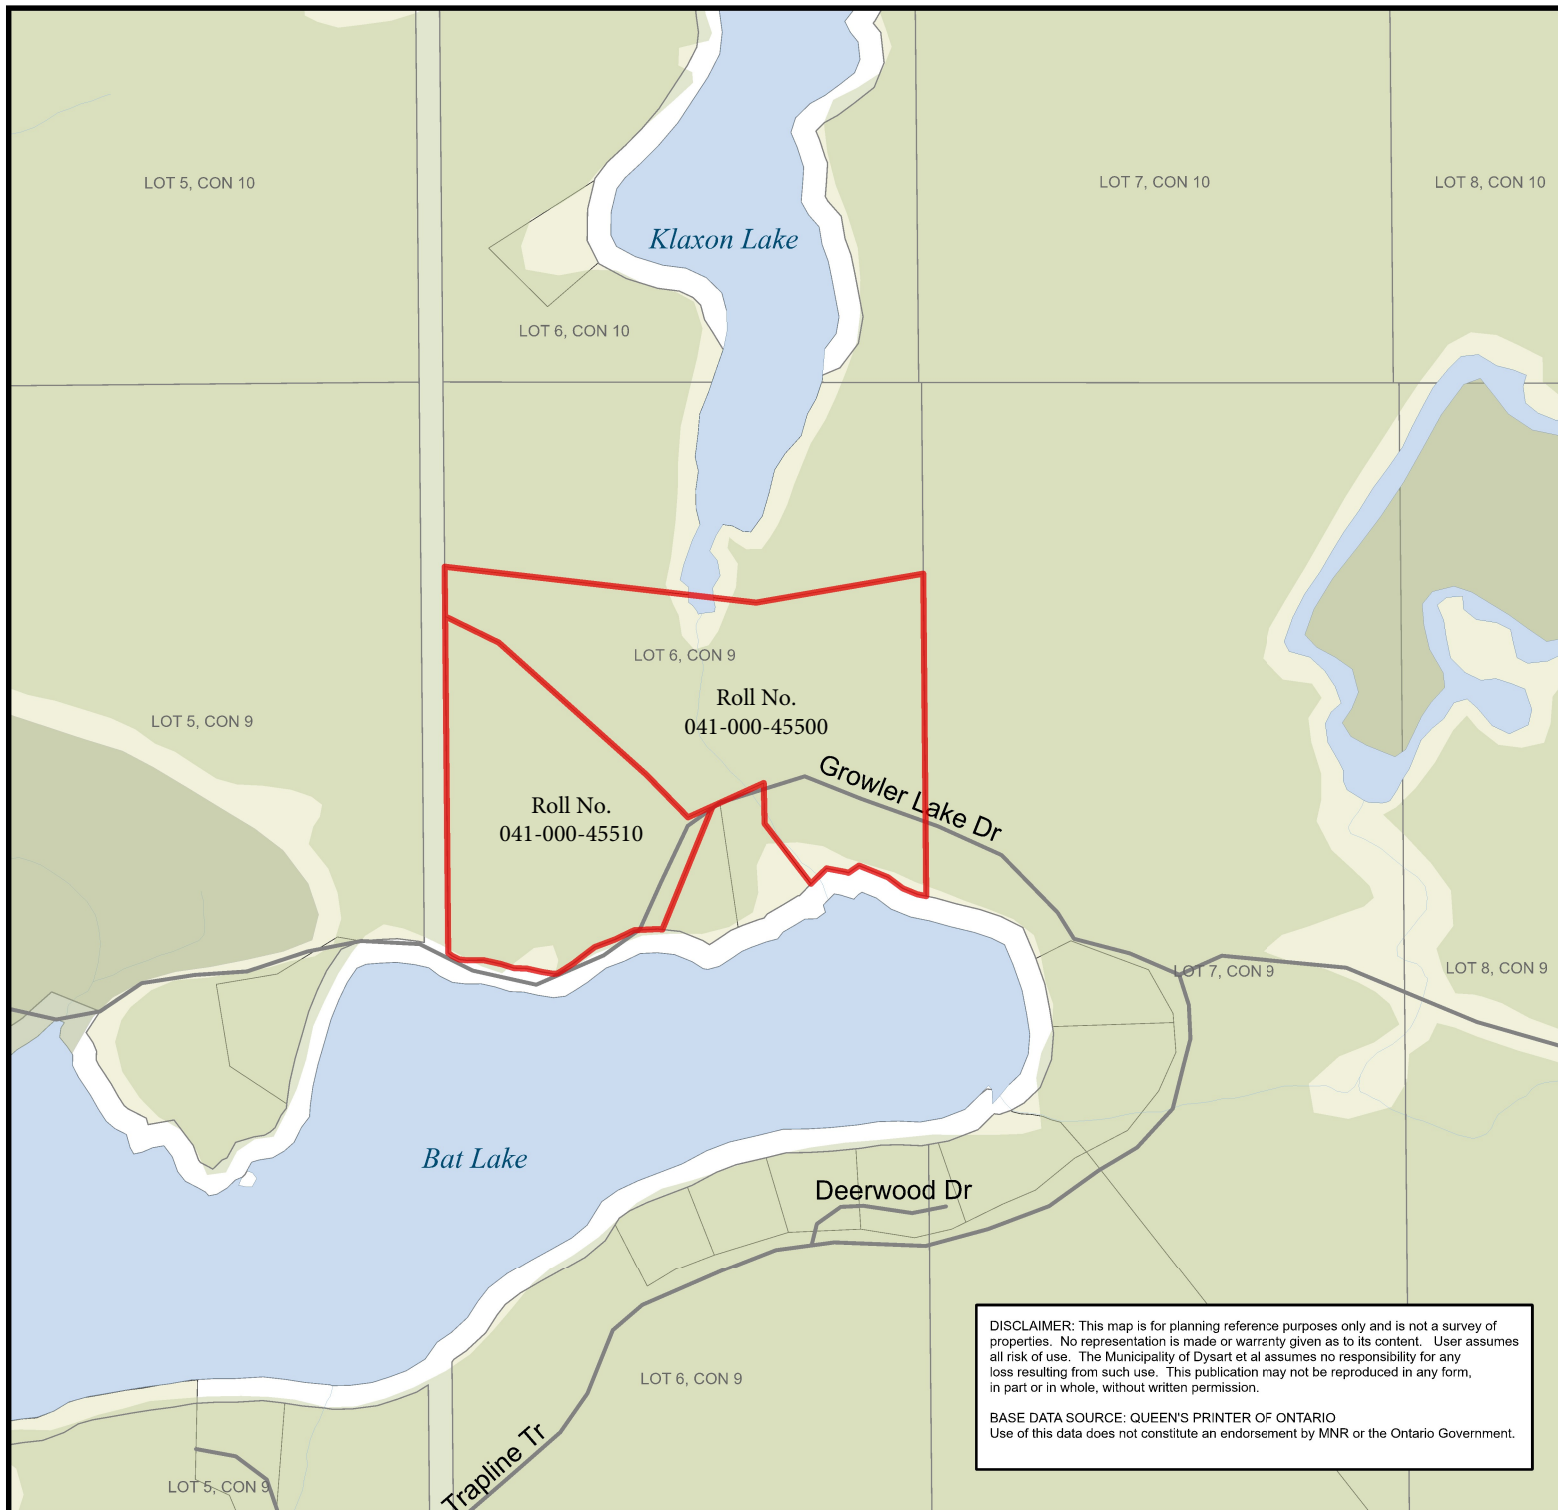 LOT 5, CON 10
LOT 7, CON 10
LOT 8, CON 10
Klaxon Lake
LOT 6, CON 10
LOT 6, CON 9
Roll No.
041-000-45500
LOT 5, CON 9
Growler Lake Dr
Roll No.
041-000-45510
LOT 7, CON 9
LOT 8, CON 9
Bat Lake
Deerwood Dr
DISCLAIMER: This map is for planning reference purposes only and is not a survey of
properties. No representation is made or warranty given as to its content. User assumes
all risk of use. The Municipality of Dysart et al assumes no responsibility for any
loss resulting from such use. This publication may not be reproduced in any form,
in part or in whole, without written permission.
BASE DATA SOURCE: QUEEN'S PRINTER OF ONTARIO
Use of this data does not constitute an endorsement by MNR or the Ontario Government.
LOT 6, CON 9
Trapline Tr
LOT 5, CON 9